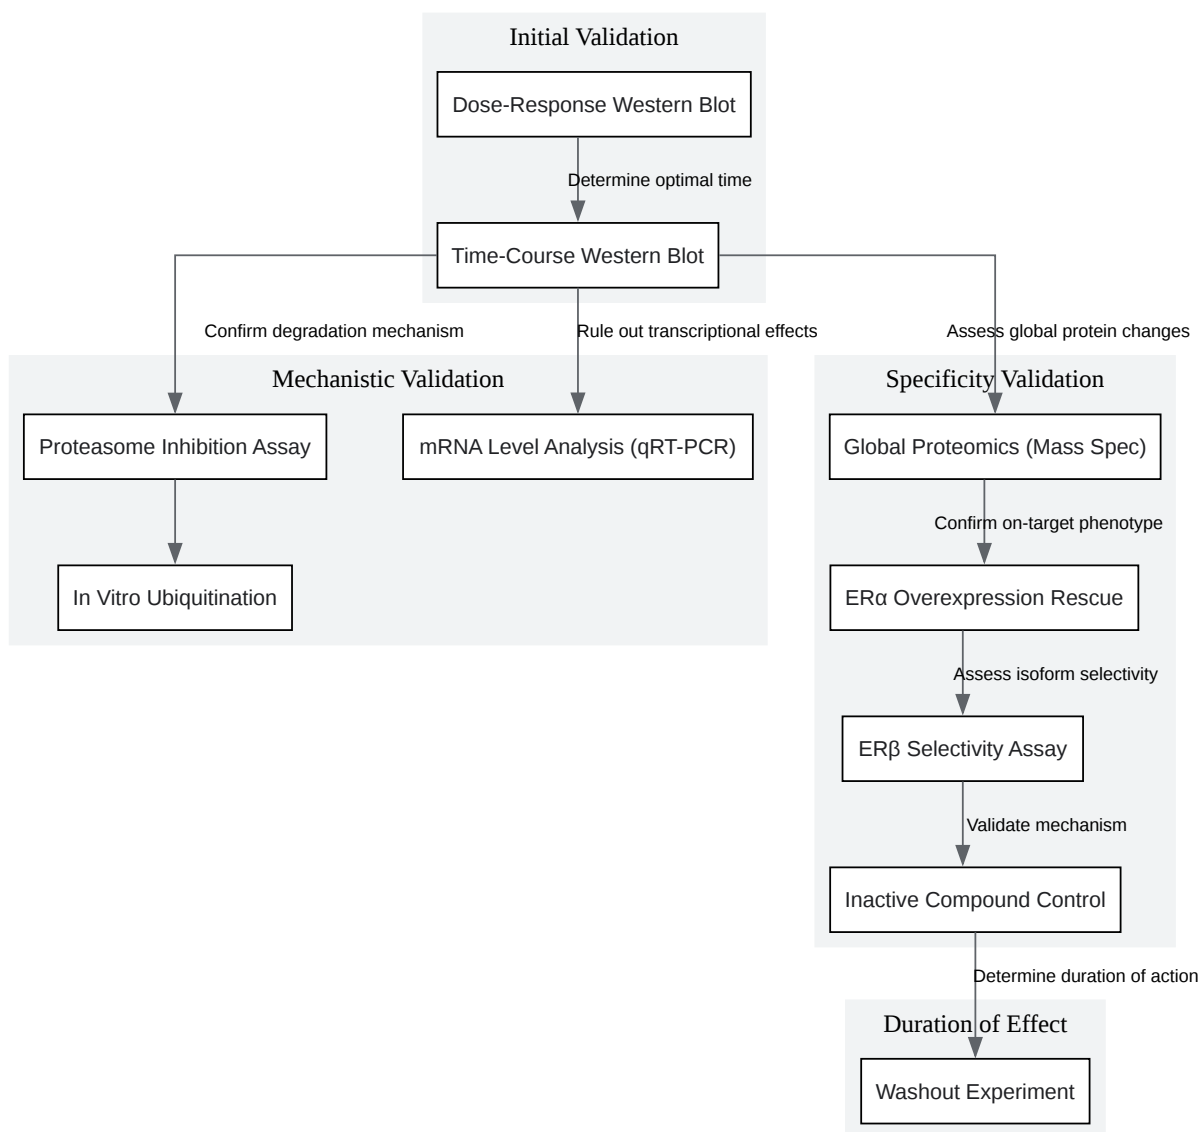 Initial Validation
Dose-Response Western Blot
Determine optimal time
Time-Course Western Blot
Confirm degradation mechanism
Rule out transcriptional effects
Assess global protein changes
Mechanistic Validation
Specificity Validation
Proteasome Inhibition Assay
mRNA Level Analysis (qRT-PCR)
Global Proteomics (Mass Spec)
Confirm on-target phenotype
In Vitro Ubiquitination
ERα Overexpression Rescue
Assess isoform selectivity
ERβ Selectivity Assay
Validate mechanism
Inactive Compound Control
Determine duration of action
Duration of Effect
Washout Experiment